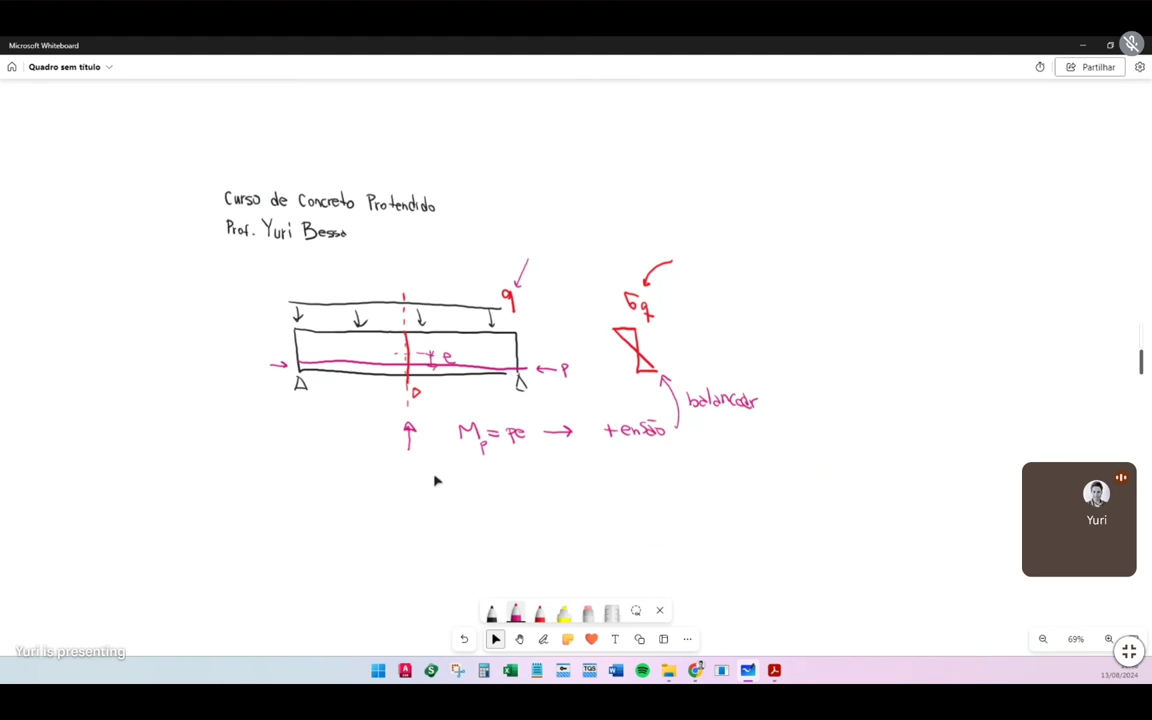 Microsoft Whiteboard
Quadro sem título
Partilhar
Curso de Concreto Protendido
Prof. Yuri Bessa
q
σq
e
P
balancear
Mp = pe → tensão
Yuri
69%
Yuri is presenting
13/08/2024